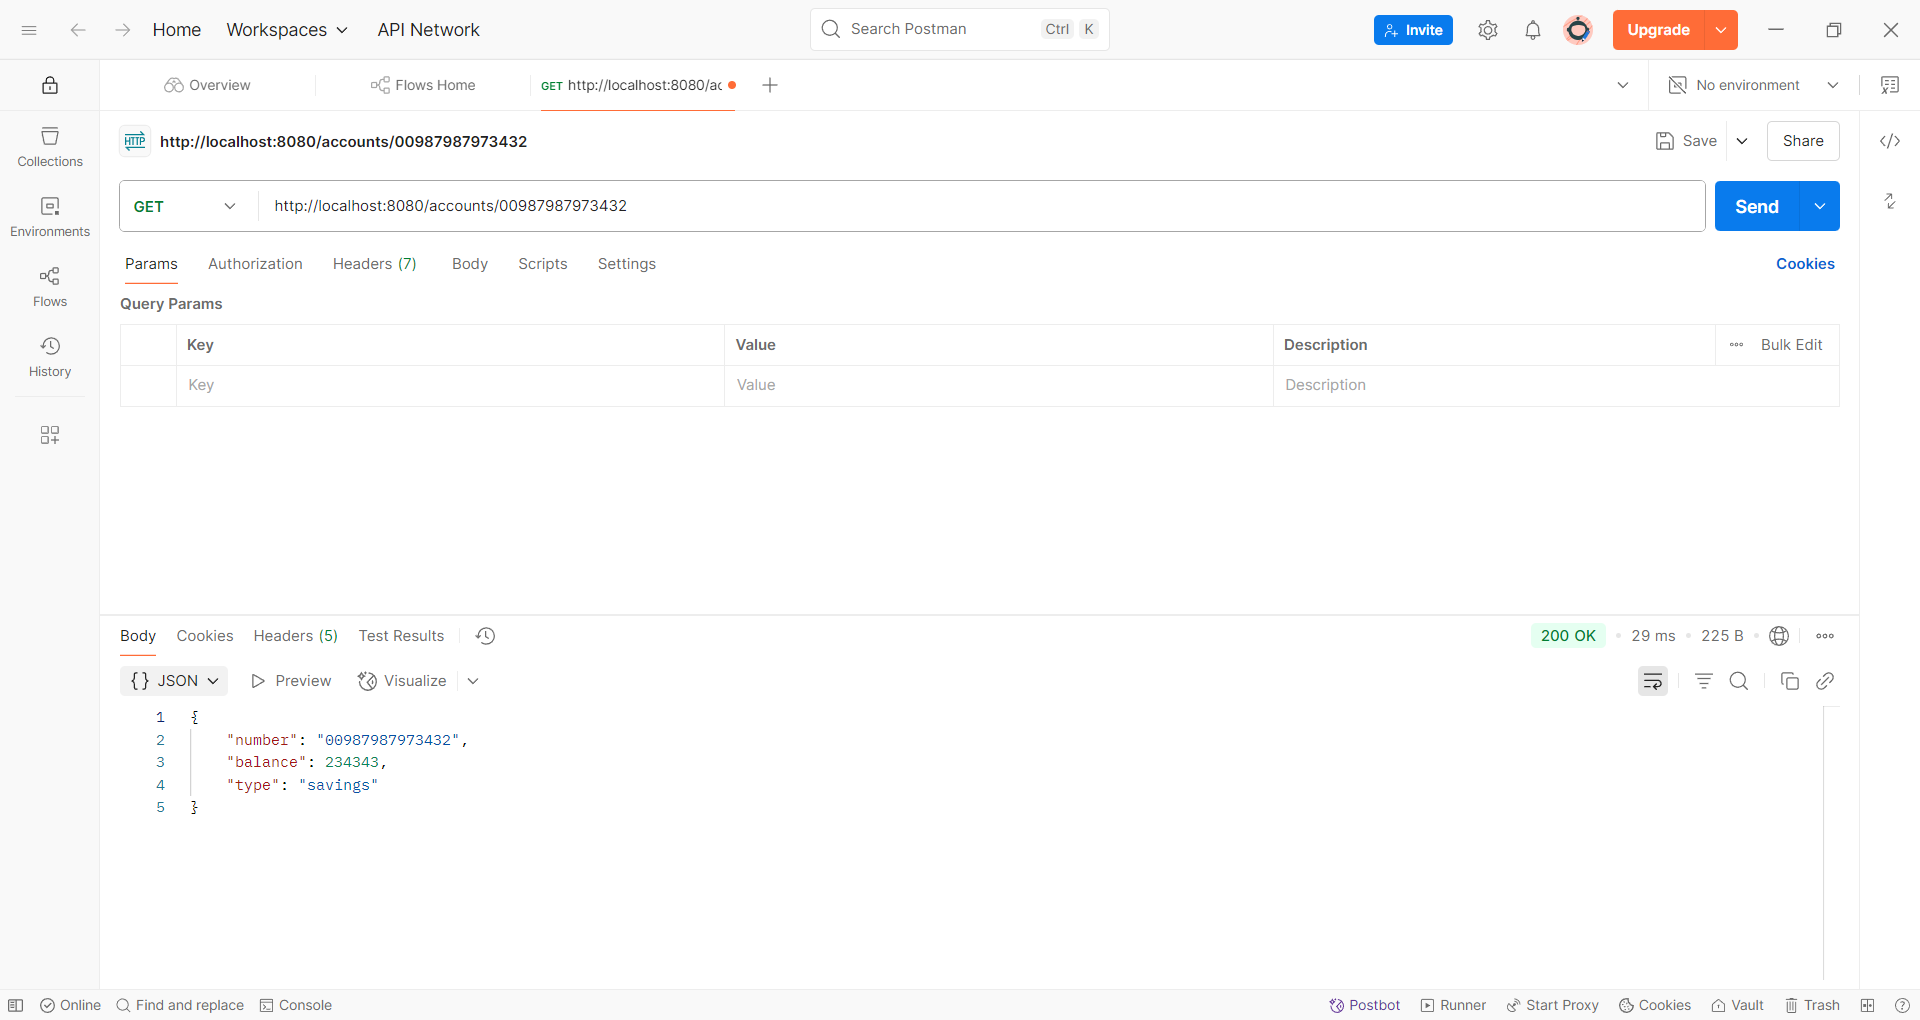 Home
Workspaces
API Network
Search Postman
Ctrl K
Invite
Upgrade
Overview
Flows Home
GET http://localhost:8080/ac
No environment
Collections
Environments
Flows
History
HTTP
http://localhost:8080/accounts/00987987973432
Save
Share
GET
http://localhost:8080/accounts/00987987973432
Send
Params
Authorization
Headers (7)
Body
Scripts
Settings
Cookies
Query Params
Key
Value
Description
Bulk Edit
Key
Value
Description
Body
Cookies
Headers (5)
Test Results
200 OK
29 ms
225 B
{} JSON
Preview
Visualize
1 {
2 "number": "00987987973432",
3 "balance": 234343,
4 "type": "savings"
5 }
Online
Find and replace
Console
Postbot
Runner
Start Proxy
Cookies
Vault
Trash